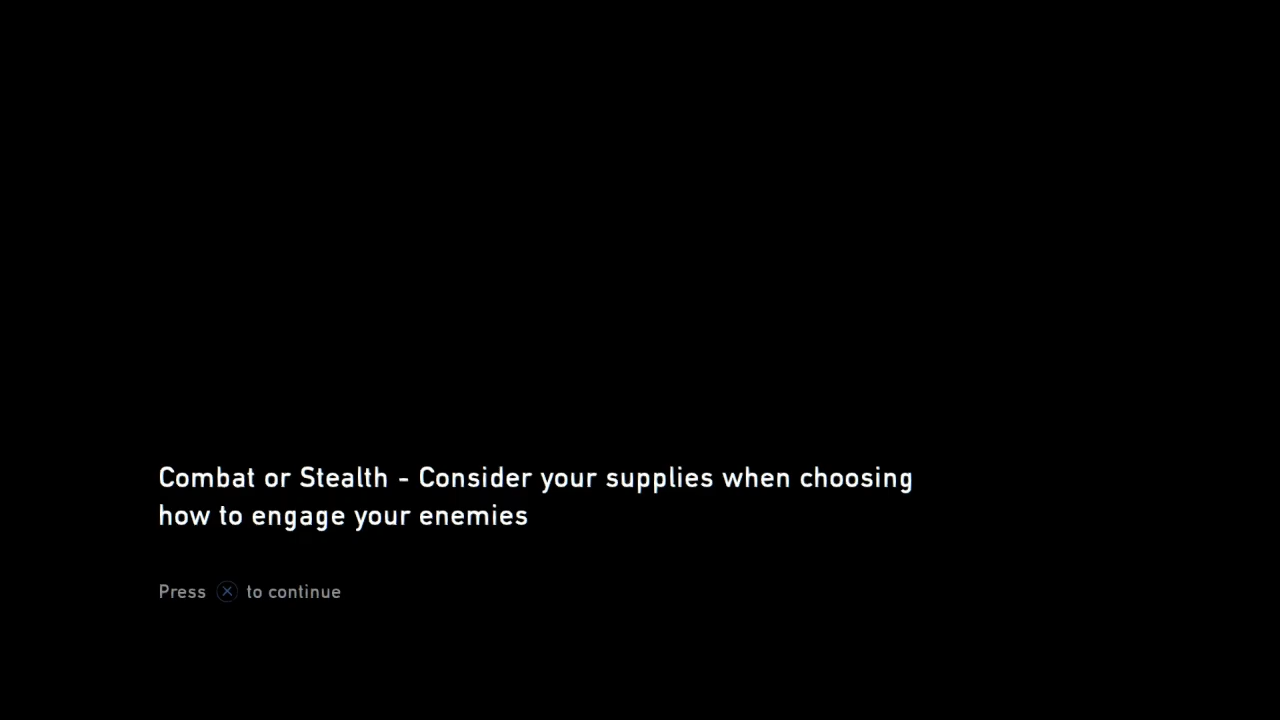 Combat or Stealth - Consider your supplies when choosing
how to engage your enemies
Press ⓧ to continue